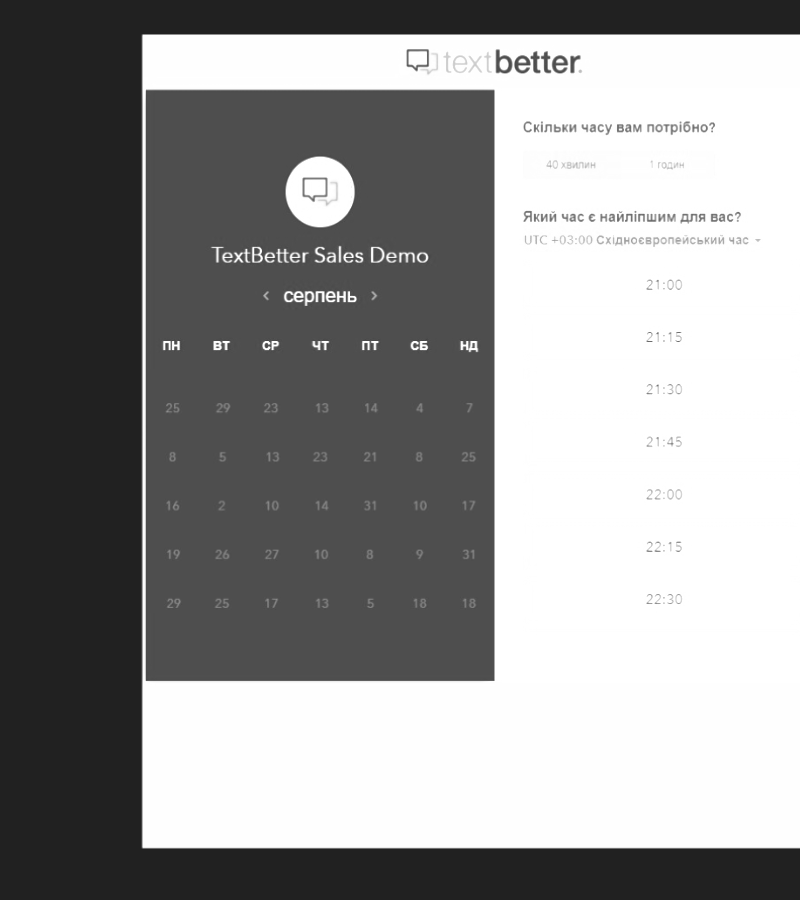 textbetter.
TextBetter Sales Demo
‹ серпень ›
ПН ВТ СР ЧТ ПТ СБ НД
25 29 23 13 14 4 7
8 5 13 23 21 8 25
16 2 10 14 31 10 17
19 26 27 10 8 9 31
29 25 17 13 5 18 18
Скільки часу вам потрібно?
40 хвилин 1 годин
Який час є найліпшим для вас?
UTC +03:00 Східноєвропейський час
21:00
21:15
21:30
21:45
22:00
22:15
22:30